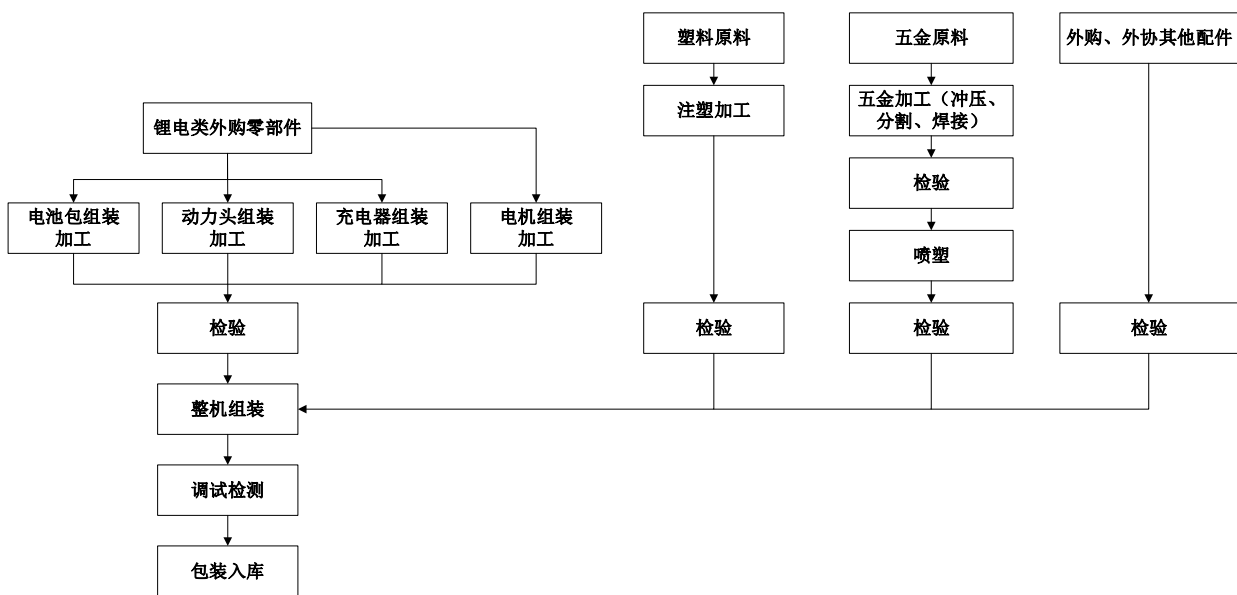 塑料原料
五金原料
外购、外协其他配件
注塑加工
五金加工（冲压、
分割、焊接）
锂电类外购零部件
检验
电池包组装
加工
动力头组装
加工
充电器组装
加工
电机组装
加工
喷塑
检验
检验
检验
检验
整机组装
调试检测
包装入库